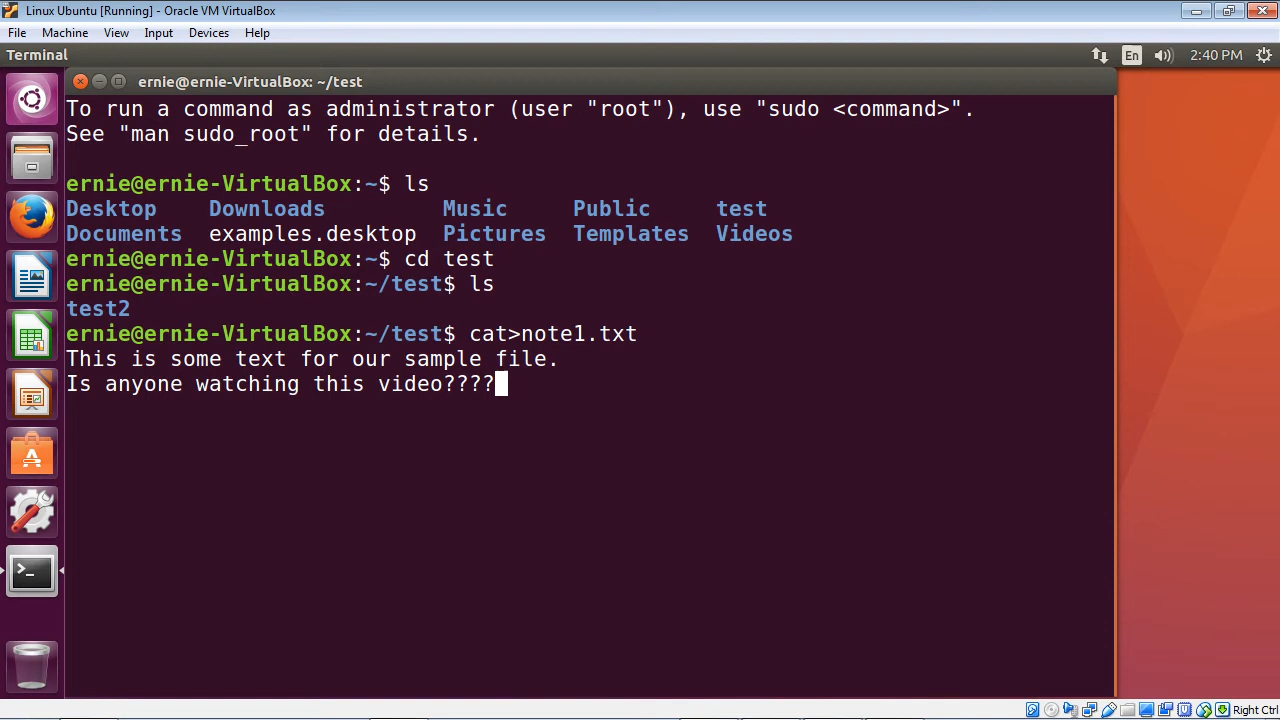 Linux Ubuntu [Running] - Oracle VM VirtualBox
File Machine View Input Devices Help
Terminal En 2:40 PM
ernie@ernie-VirtualBox: ~/test
To run a command as administrator (user "root"), use "sudo <command>".
See "man sudo_root" for details.
ernie@ernie-VirtualBox:~$ ls
Desktop Downloads Music Public test
Documents examples.desktop Pictures Templates Videos
ernie@ernie-VirtualBox:~$ cd test
ernie@ernie-VirtualBox:~/test$ ls
test2
ernie@ernie-VirtualBox:~/test$ cat>note1.txt
This is some text for our sample file.
Is anyone watching this video????
Right Ctrl